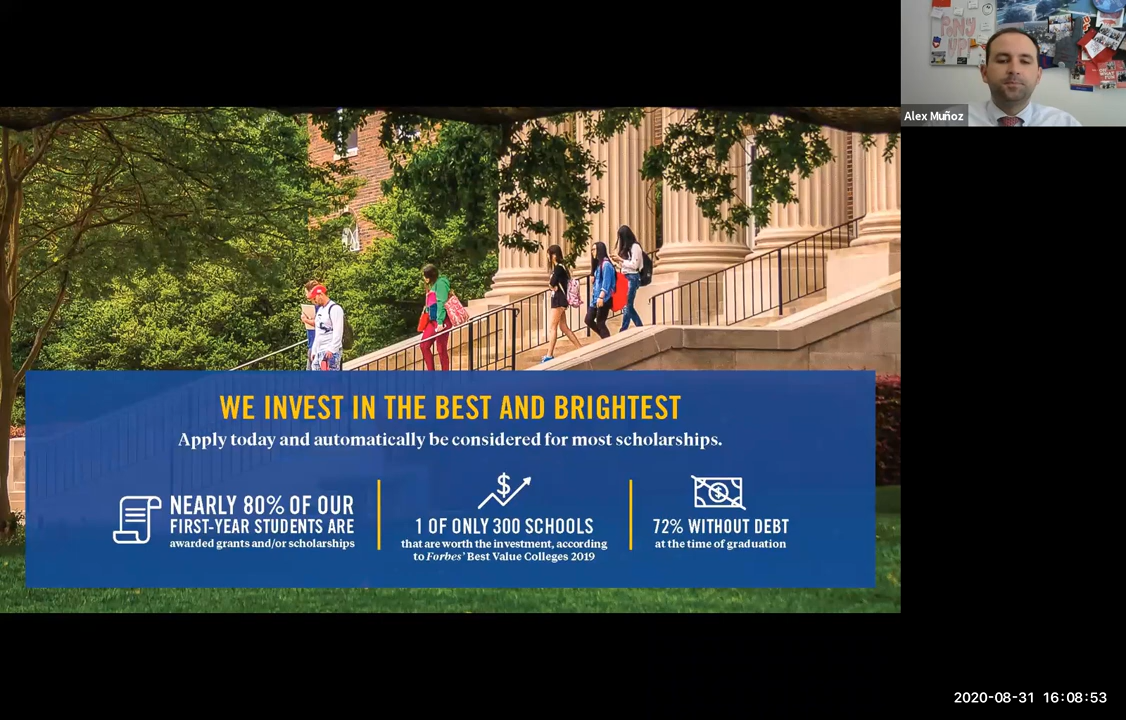 PONY
UP
Alex Muñoz
WE INVEST IN THE BEST AND BRIGHTEST
Apply today and automatically be considered for most scholarships.
NEARLY 80% OF OUR
FIRST-YEAR STUDENTS ARE
awarded grants and/or scholarships
1 OF ONLY 300 SCHOOLS
that are worth the investment, according
to Forbes’ Best Value Colleges 2019
72% WITHOUT DEBT
at the time of graduation
2020-08-31 16:08:53